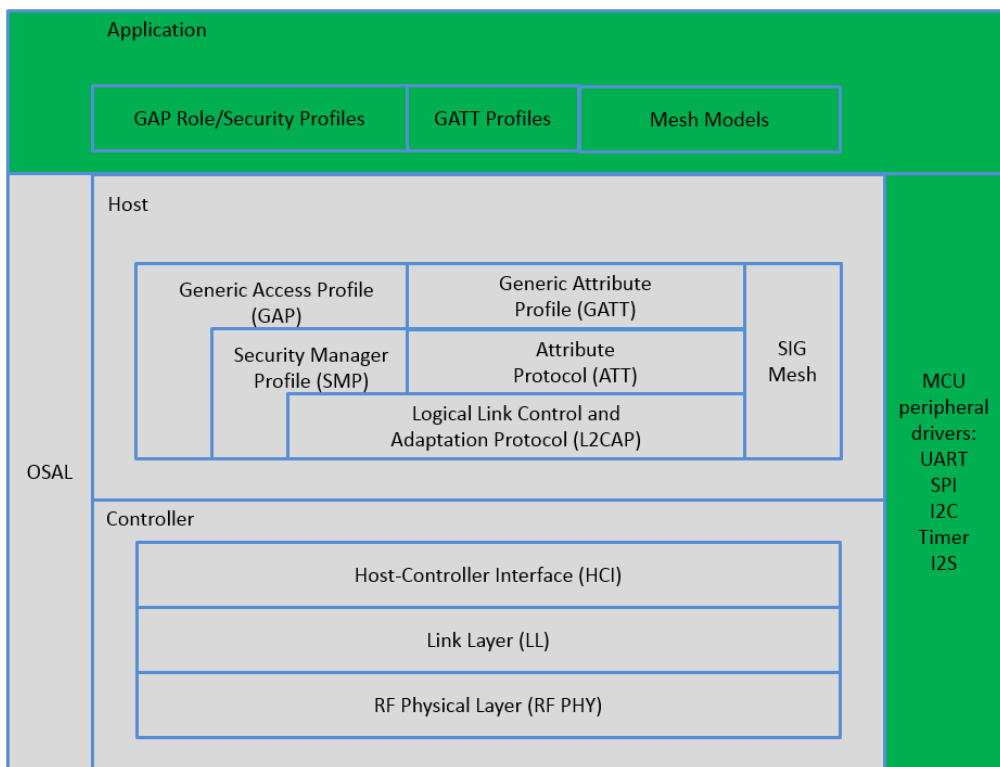 Application
GAP Role/Security Profiles
GATT Profiles
Mesh Models
Host
Generic Access Profile
(GAP)
Generic Attribute
Profile (GATT)
Security Manager
Profile (SMP)
Attribute
Protocol (ATT)
SIG
Mesh
Logical Link Control and
Adaptation Protocol (L2CAP)
OSAL
MCU
peripheral
drivers:
UART
SPI
I2C
Timer
I2S
Controller
Host-Controller Interface (HCI)
Link Layer (LL)
RF Physical Layer (RF PHY)